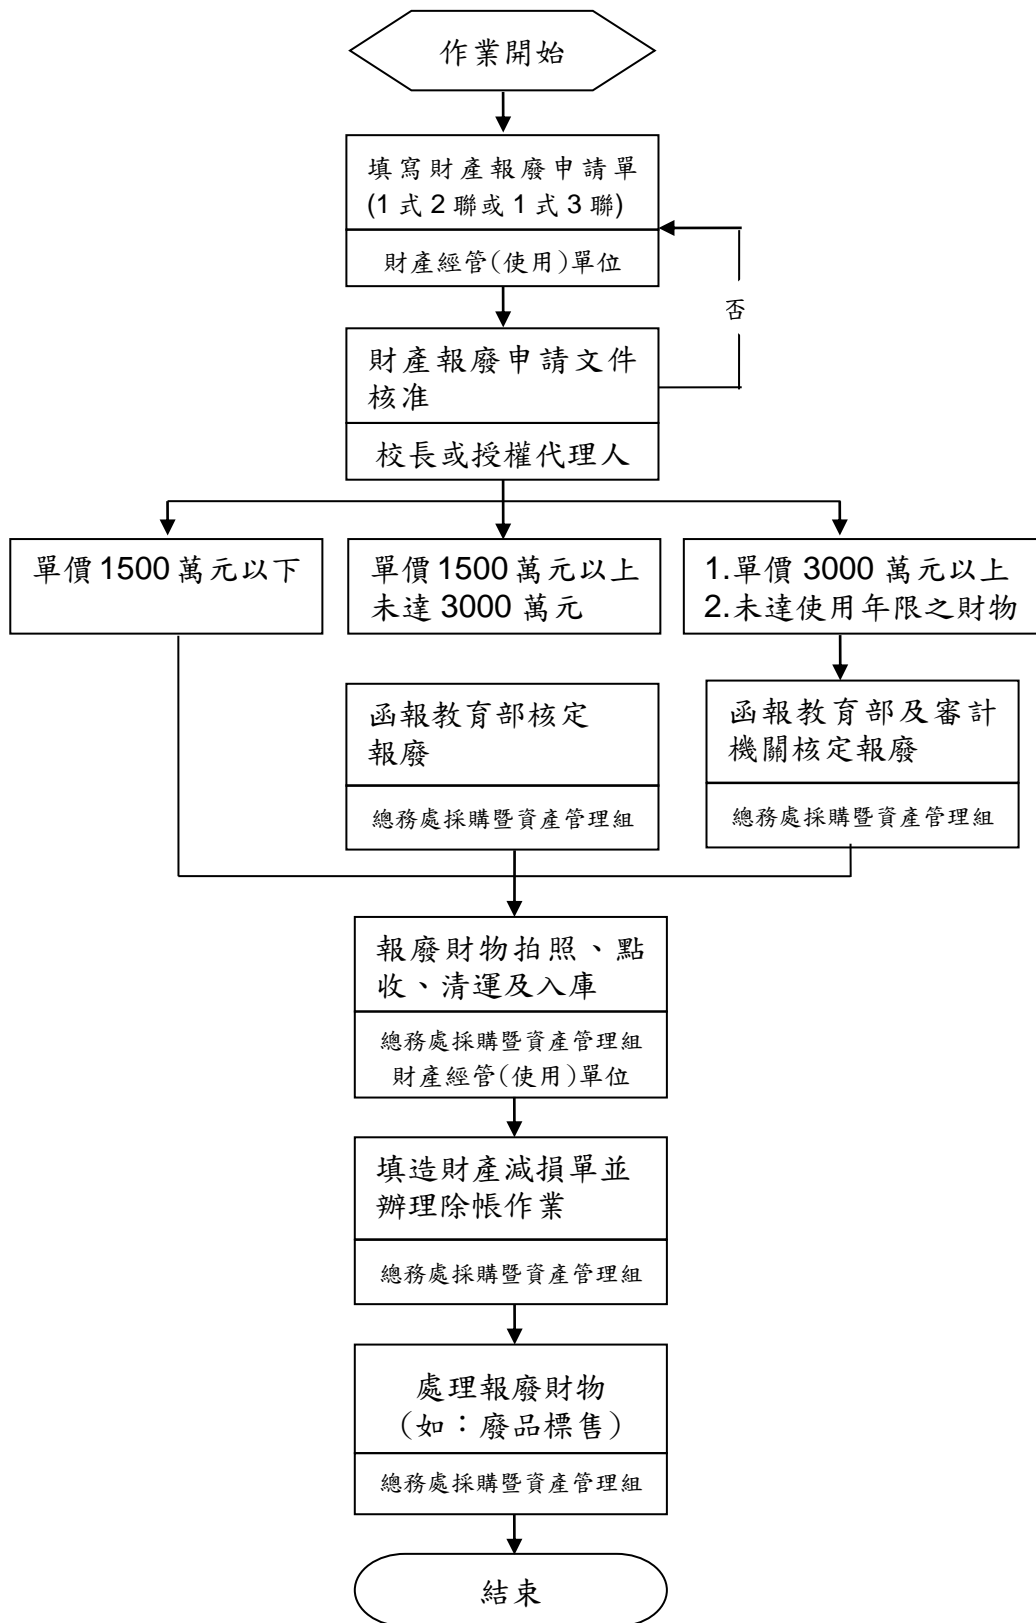 作業開始
填寫財產報廢申請單
(1 式 2 聯或 1 式 3 聯)
財產經管(使用)單位
否
財產報廢申請文件
核准
校長或授權代理人
單價 1500 萬元以下
單價 1500 萬元以上
未達 3000 萬元
1.單價 3000 萬元以上
2.未達使用年限之財物
函報教育部核定
報廢
總務處採購暨資產管理組
函報教育部及審計
機關核定報廢
總務處採購暨資產管理組
報廢財物拍照、點
收、清運及入庫
總務處採購暨資產管理組
財產經管(使用)單位
填造財產減損單並
辦理除帳作業
總務處採購暨資產管理組
處理報廢財物
(如：廢品標售)
總務處採購暨資產管理組
結束